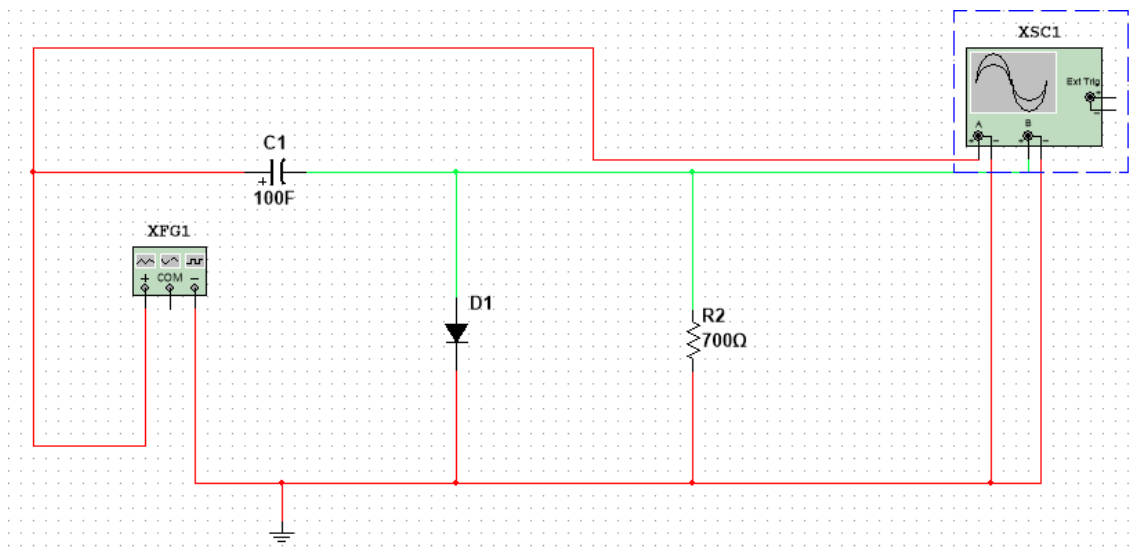 XSC1
Ext Trig
+
-
A
B
+ - + -
C1
+
100F
XFG1
+ COM -
D1
R2
700Ω